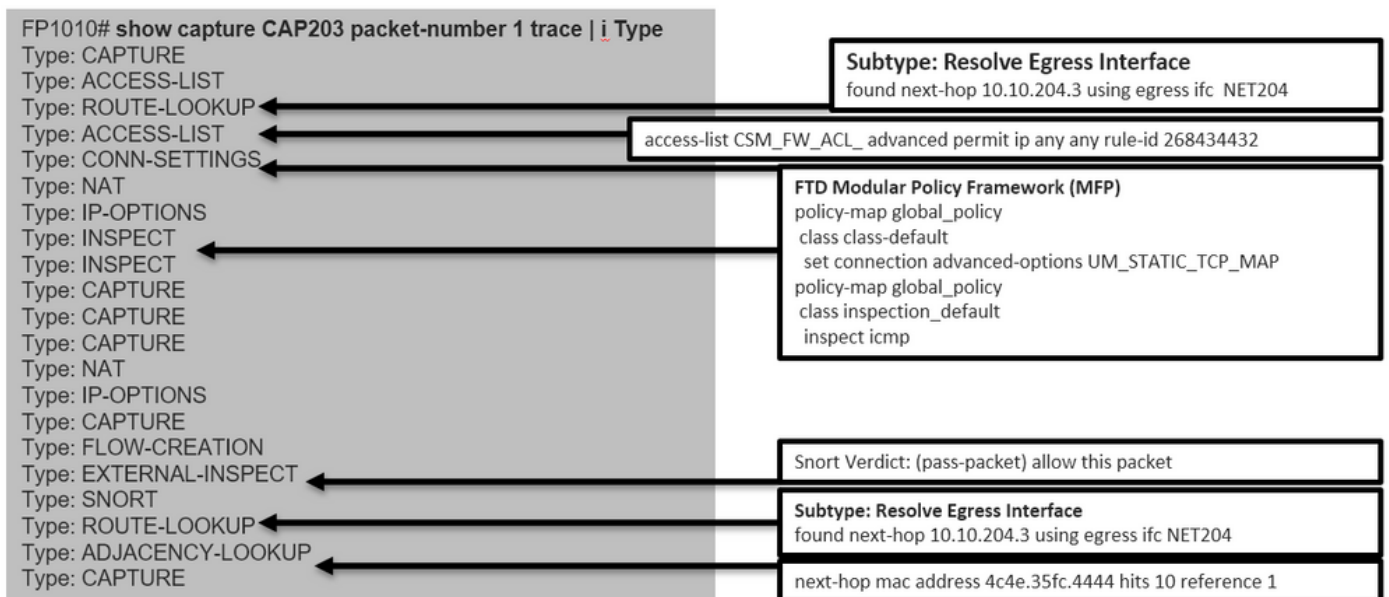 FP1010# show capture CAP203 packet-number 1 trace | i Type
Type: CAPTURE
Type: ACCESS-LIST
Type: ROUTE-LOOKUP
Type: ACCESS-LIST
Type: CONN-SETTINGS
Type: NAT
Type: IP-OPTIONS
Type: INSPECT
Type: INSPECT
Type: CAPTURE
Type: CAPTURE
Type: CAPTURE
Type: NAT
Type: IP-OPTIONS
Type: CAPTURE
Type: FLOW-CREATION
Type: EXTERNAL-INSPECT
Type: SNORT
Type: ROUTE-LOOKUP
Type: ADJACENCY-LOOKUP
Type: CAPTURE
Subtype: Resolve Egress Interface
found next-hop 10.10.204.3 using egress ifc NET204
access-list CSM_FW_ACL_ advanced permit ip any any rule-id 268434432
FTD Modular Policy Framework (MFP)
policy-map global_policy
class class-default
set connection advanced-options UM_STATIC_TCP_MAP
policy-map global_policy
class inspection_default
inspect icmp
Snort Verdict: (pass-packet) allow this packet
Subtype: Resolve Egress Interface
found next-hop 10.10.204.3 using egress ifc NET204
next-hop mac address 4c4e.35fc.4444 hits 10 reference 1